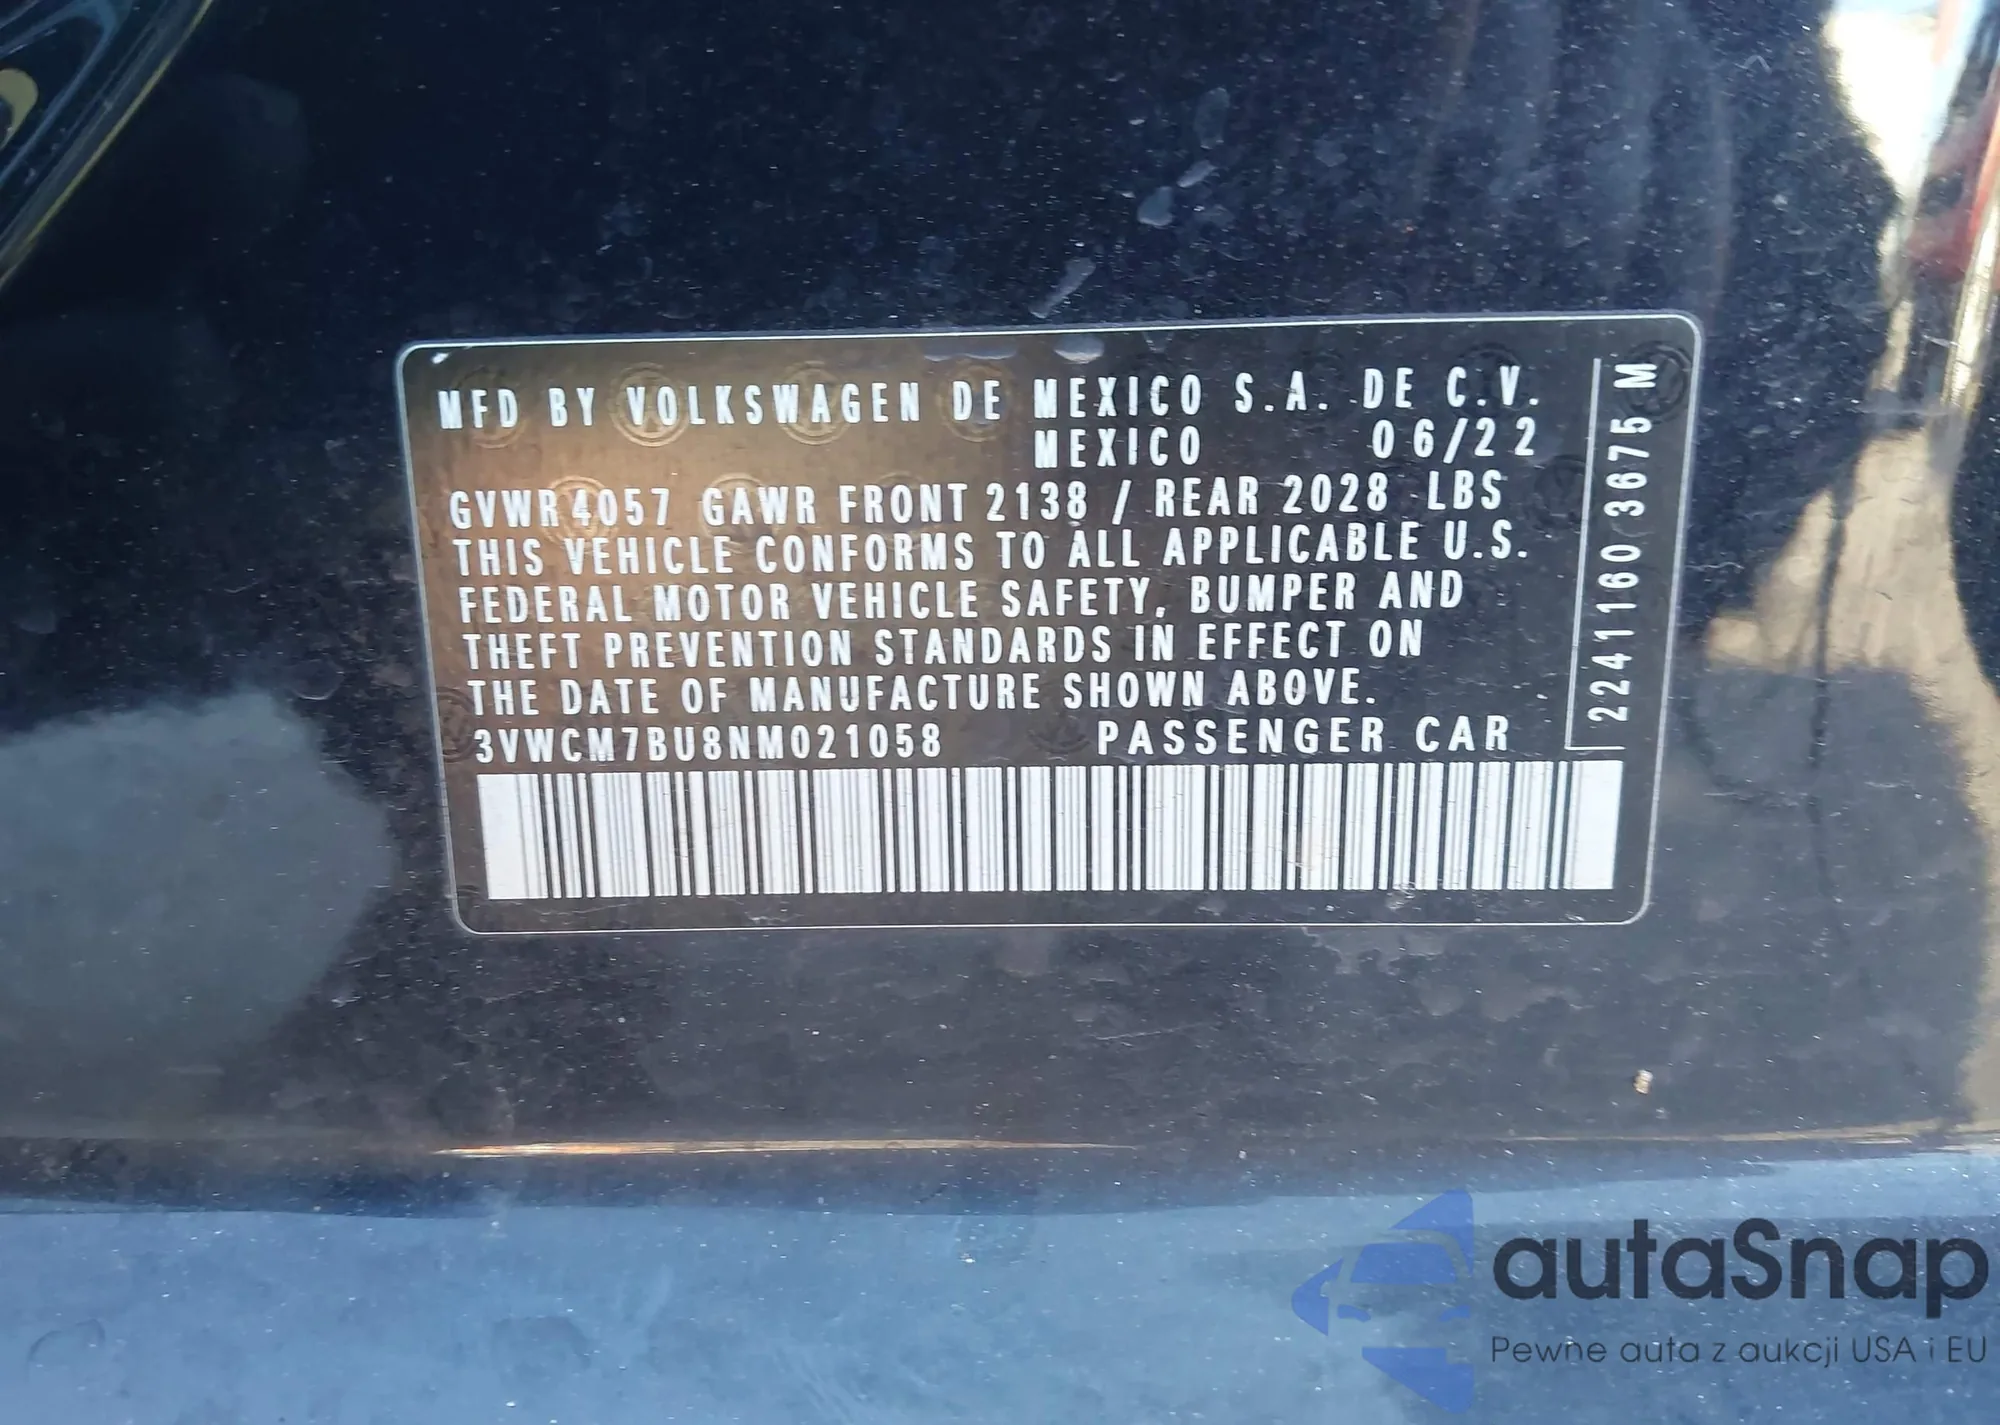 MFD BY VOLKSWAGEN DE MEXICO S.A. DE C.V.
MEXICO 06/22
GVWR 4057 GAWR FRONT 2138 / REAR 2028 LBS
THIS VEHICLE CONFORMS TO ALL APPLICABLE U.S.
FEDERAL MOTOR VEHICLE SAFETY, BUMPER AND
THEFT PREVENTION STANDARDS IN EFFECT ON
THE DATE OF MANUFACTURE SHOWN ABOVE.
3VWCM7BU8NM021058 PASSENGER CAR
2241160 3675 M
autaSnap
Pewne auta z aukcji USA i EU